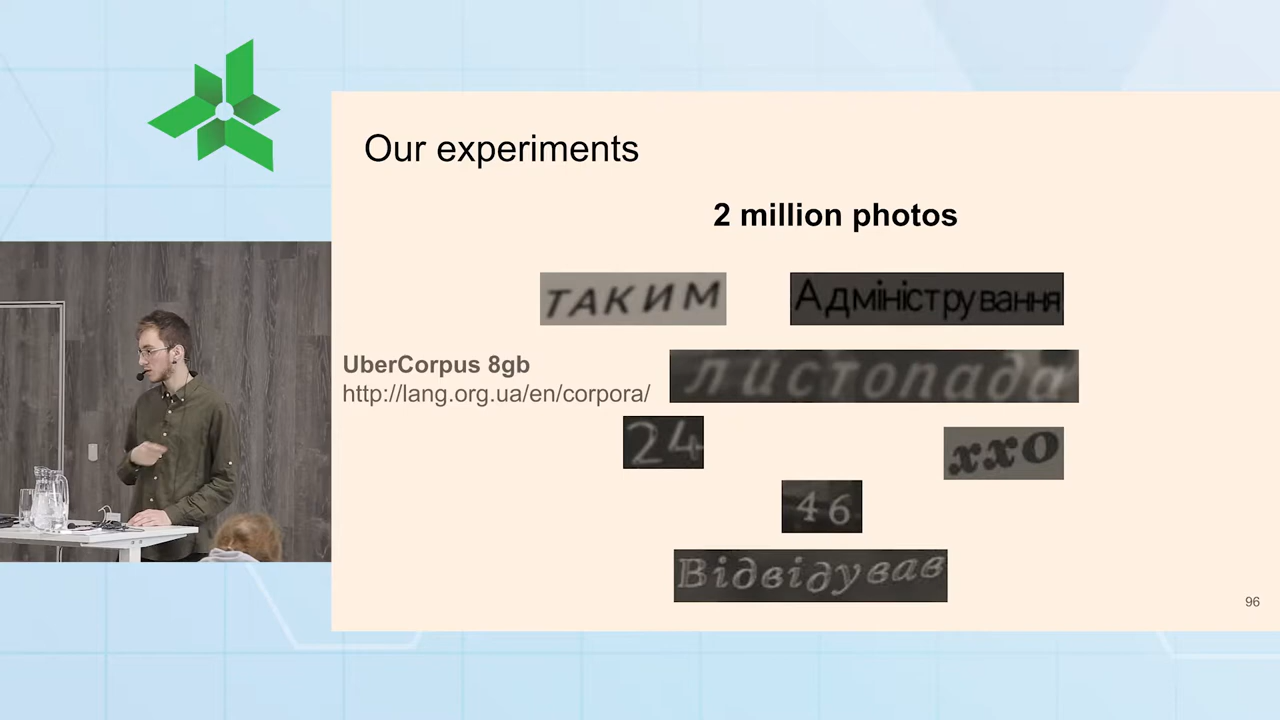 Our experiments
2 million photos
ТАКИМ
Адміністрування
UberCorpus 8gb
http://lang.org.ua/en/corpora/
листопада
24
ххо
46
Відвідував
96